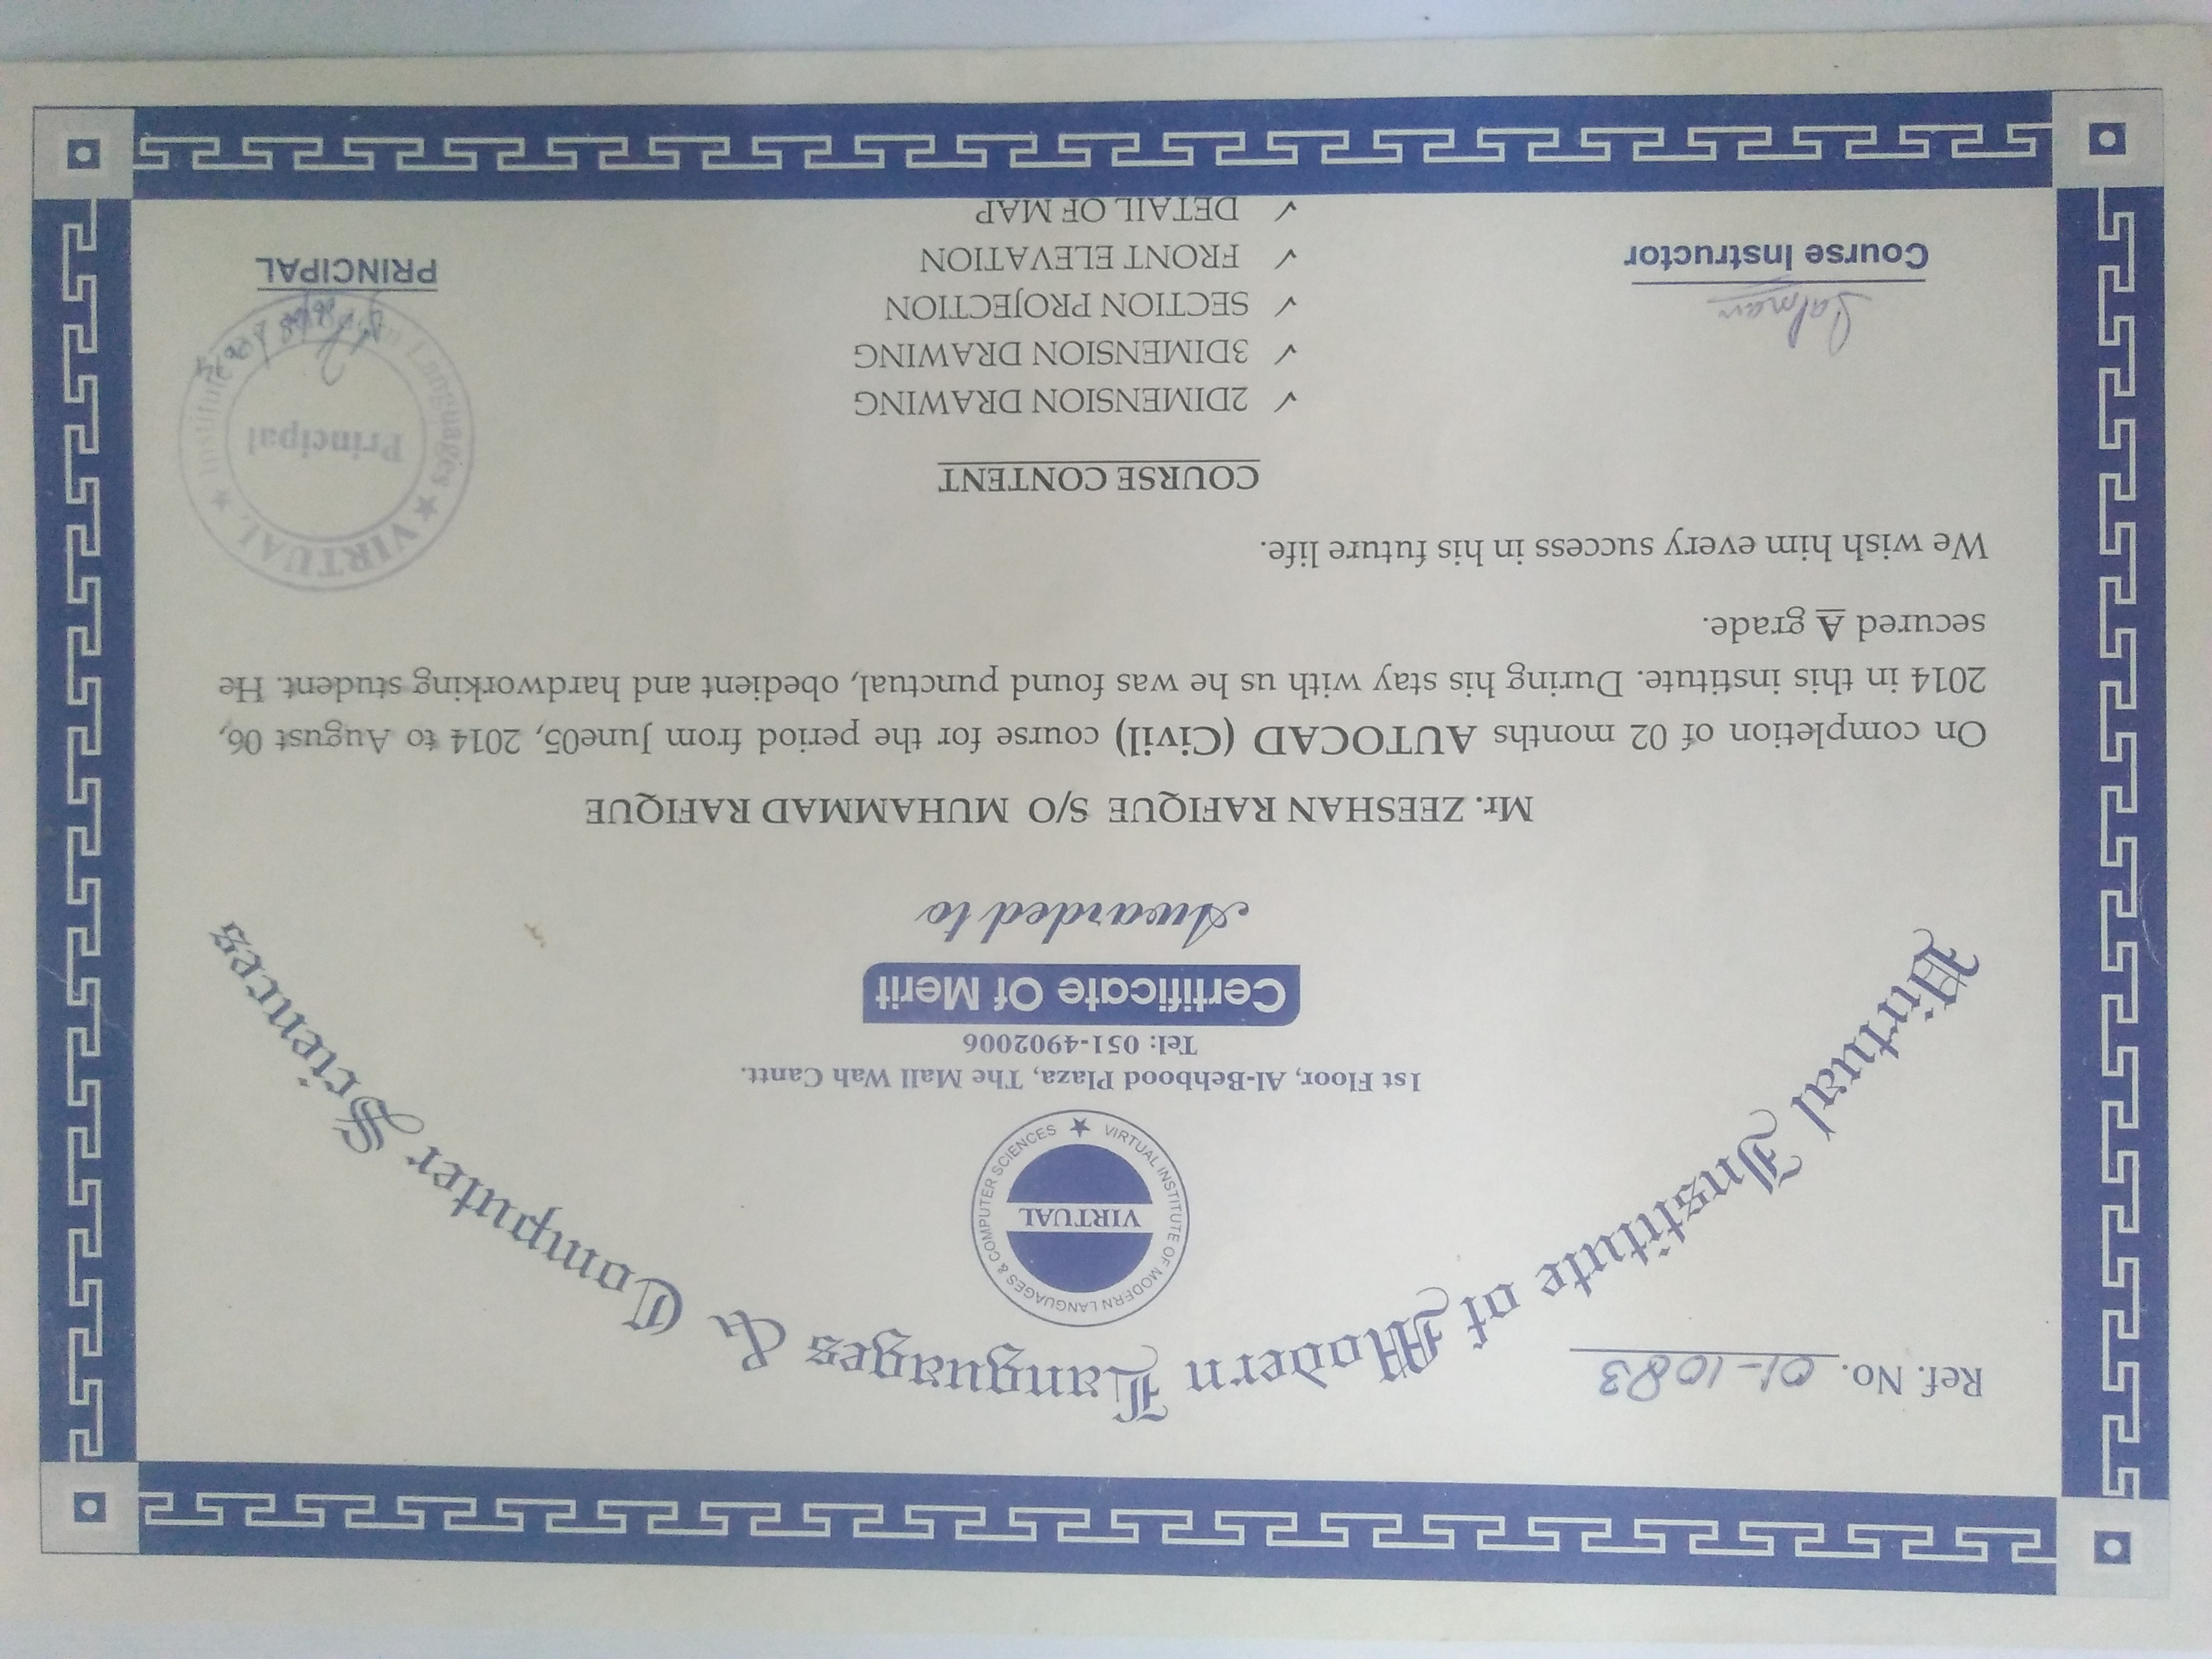 Ref. No. 01-1083
Virtual Institute of Modern Languages & Computer Sciences
VIRTUAL INSTITUTE OF MODERN LANGUAGES & COMPUTER SCIENCES
VIRTUAL
1st Floor, Al-Behbood Plaza, The Mall Wah Cantt.
Tel: 051-4902006
Certificate Of Merit
Awarded to
Mr. ZEESHAN RAFIQUE S/O MUHAMMAD RAFIQUE
On completion of 02 months AUTOCAD (Civil) course for the period from June05, 2014 to August 06,
2014 in this institute. During his stay with us he was found punctual, obedient and hardworking student. He
secured A grade.
We wish him every success in his future life.
COURSE CONTENT
✓ 2DIMENSION DRAWING
✓ 3DIMENSION DRAWING
✓ SECTION PROJECTION
✓ FRONT ELEVATION
✓ DETAIL OF MAP
Salman
Course Instructor
VIRTUAL
Institute
Languages
Principal
PRINCIPAL